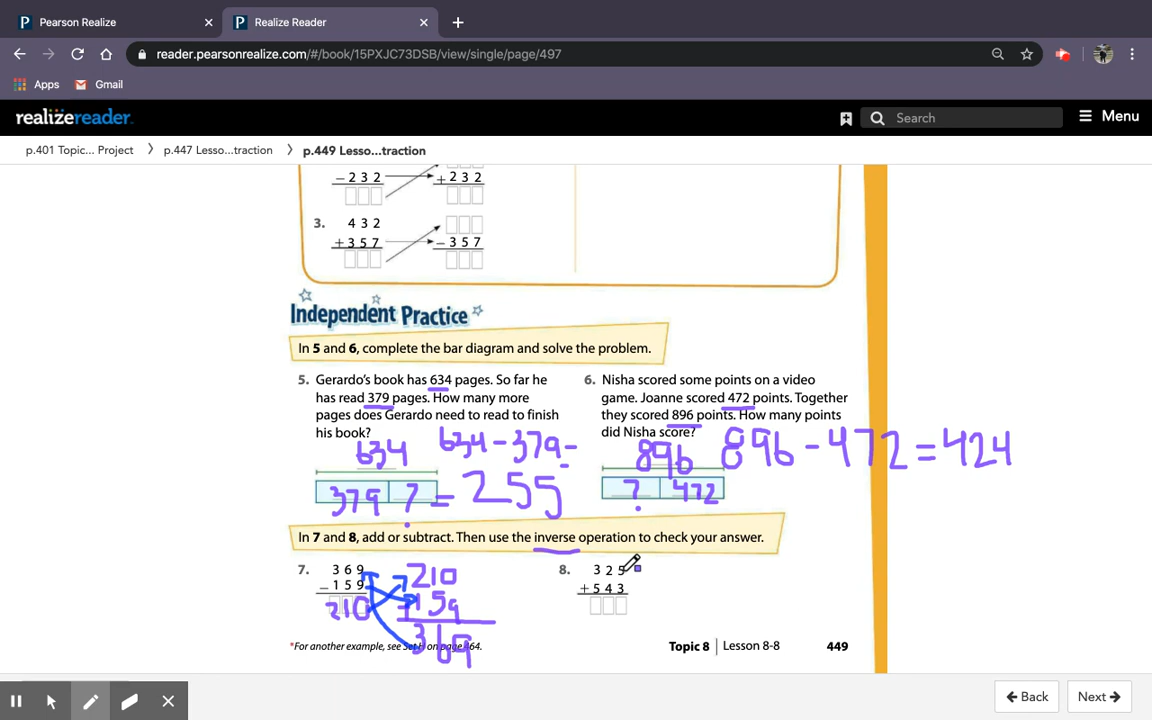 Pearson Realize
Realize Reader
reader.pearsonrealize.com/#/book/15PXJC73DSB/view/single/page/497
Apps
Gmail
realizereader.
Search
Menu
p.401 Topic... Project
p.447 Lesso...traction
p.449 Lesso...traction
− 2 3 2
+ 2 3 2
3.
4 3 2
+ 3 5 7
− 3 5 7
Independent Practice
In 5 and 6, complete the bar diagram and solve the problem.
5. Gerardo's book has 634 pages. So far he
has read 379 pages. How many more
pages does Gerardo need to read to finish
his book?
634
634 - 379 =
379 ? = 255
6. Nisha scored some points on a video
game. Joanne scored 472 points. Together
they scored 896 points. How many points
did Nisha score?
896
896 - 472 = 424
? 472
In 7 and 8, add or subtract. Then use the inverse operation to check your answer.
7.
3 6 9
− 1 5 9
210
210
+159
369
8.
3 2 5
+ 5 4 3
*For another example, see Set H on page 464.
Topic 8 | Lesson 8-8
449
Back
Next